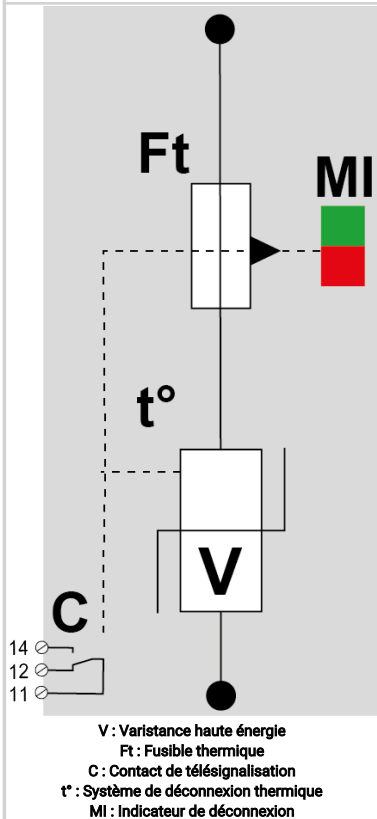 Ft
MI
t°
V
C
14
12
11
V : Varistance haute énergie
Ft : Fusible thermique
C : Contact de télésignalisation
t° : Système de déconnexion thermique
MI : Indicateur de déconnexion